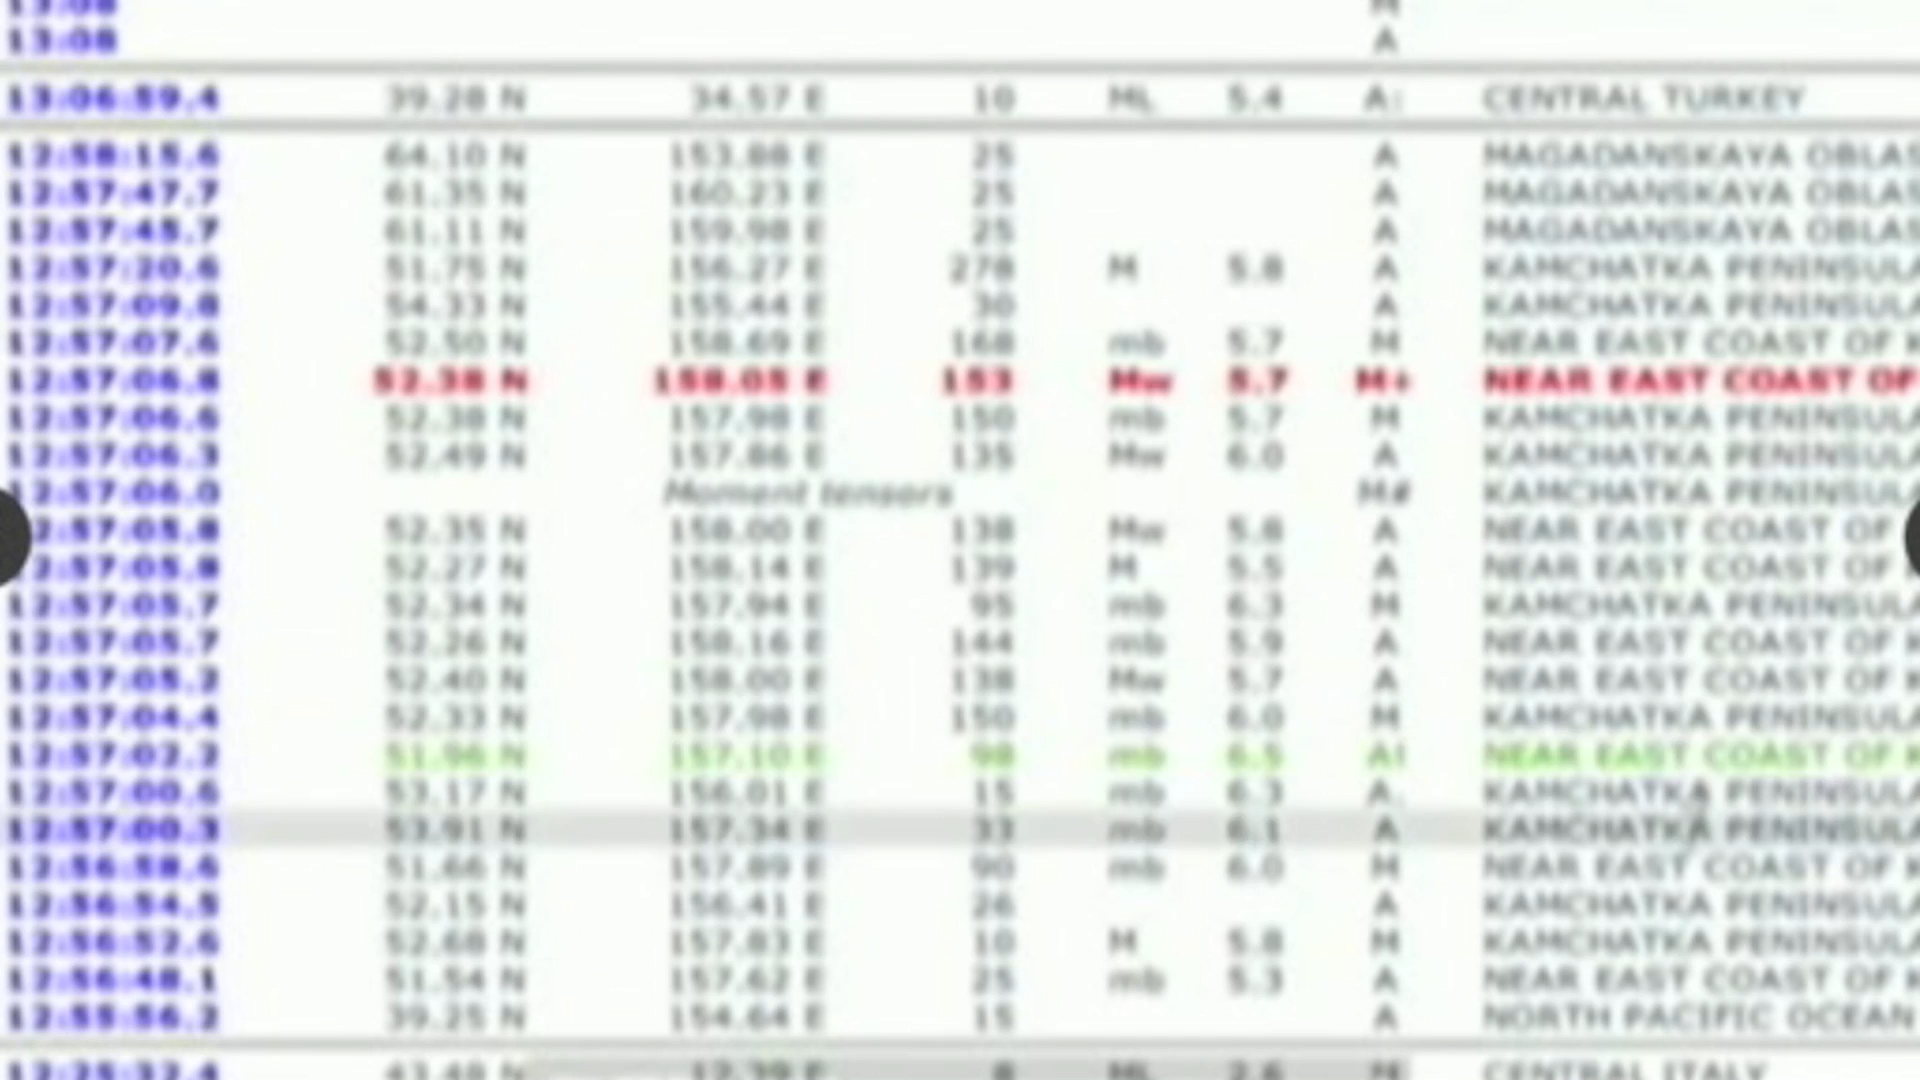 13:08 M
13:08 A
13:06:59.4 39.28 N 34.57 E 10 ML 5.4 A: CENTRAL TURKEY
12:58:15.6 64.10 N 153.88 E 25 A MAGADANSKAYA OBLAS
12:57:47.7 61.35 N 160.23 E 25 A MAGADANSKAYA OBLAS
12:57:45.7 61.11 N 159.98 E 25 A MAGADANSKAYA OBLAS
12:57:20.6 51.75 N 156.27 E 278 M 5.8 A KAMCHATKA PENINSULA
12:57:09.8 54.33 N 155.44 E 30 A KAMCHATKA PENINSULA
12:57:07.6 52.50 N 158.69 E 168 mb 5.7 M NEAR EAST COAST OF K
12:57:06.8 52.38 N 158.05 E 153 Mw 5.7 M+ NEAR EAST COAST OF
12:57:06.6 52.38 N 157.98 E 150 mb 5.7 M KAMCHATKA PENINSULA
12:57:06.3 52.49 N 157.86 E 135 Mw 6.0 A KAMCHATKA PENINSULA
12:57:06.0 Moment tensors M# KAMCHATKA PENINSULA
2:57:05.8 52.35 N 158.00 E 138 Mw 5.8 A NEAR EAST COAST OF
2:57:05.8 52.27 N 158.14 E 139 M 5.5 A NEAR EAST COAST OF
12:57:05.7 52.34 N 157.94 E 95 mb 6.3 M KAMCHATKA PENINSULA
12:57:05.7 52.26 N 158.16 E 144 mb 5.9 A NEAR EAST COAST OF K
12:57:05.2 52.40 N 158.00 E 138 Mw 5.7 A NEAR EAST COAST OF K
12:57:04.4 52.33 N 157.98 E 150 mb 6.0 M KAMCHATKA PENINSULA
12:57:02.2 51.96 N 157.10 E 98 mb 6.5 A! NEAR EAST COAST OF K
12:57:00.6 53.17 N 156.01 E 15 mb 6.3 A: KAMCHATKA PENINSULA
12:57:00.3 53.91 N 157.34 E 33 mb 6.1 A KAMCHATKA PENINSULA
12:56:58.6 51.66 N 157.89 E 90 mb 6.0 M NEAR EAST COAST OF K
12:56:54.5 52.15 N 156.41 E 26 A KAMCHATKA PENINSULA
12:56:52.6 52.68 N 157.83 E 10 M 5.8 M KAMCHATKA PENINSULA
12:56:48.1 51.54 N 157.62 E 25 mb 5.3 A NEAR EAST COAST OF K
12:55:56.2 39.25 N 154.64 E 15 A NORTH PACIFIC OCEAN
12:25:32.4 43.48 N 12.39 E 8 ML 2.6 M CENTRAL ITALY